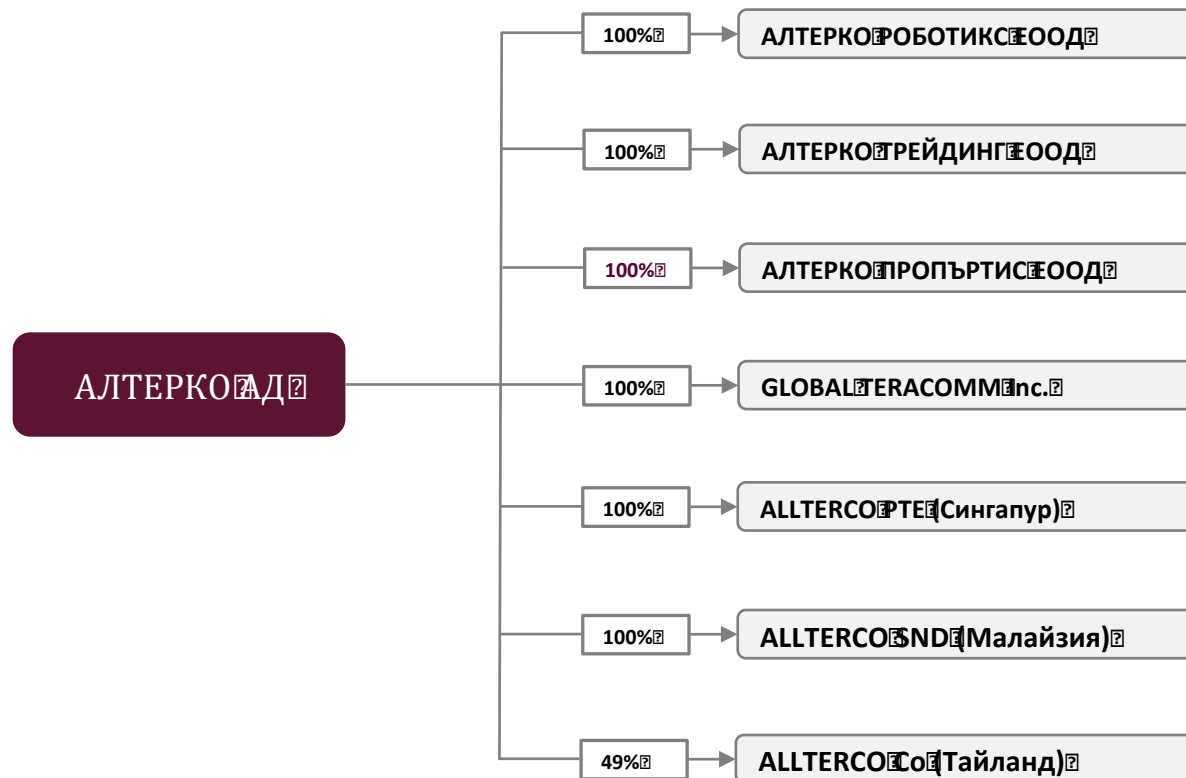 100%
АЛТЕРКО РОБОТИКС ЕООД
100%
АЛТЕРКО ТРЕЙДИНГ ЕООД
100%
АЛТЕРКО ПРОПЪРТИС ЕООД
АЛТЕРКО АД
100%
GLOBAL TERACOMM Inc.
100%
ALLTERCO PTE (Сингапур)
100%
ALLTERCO SND (Малайзия)
49%
ALLTERCO Co (Тайланд)